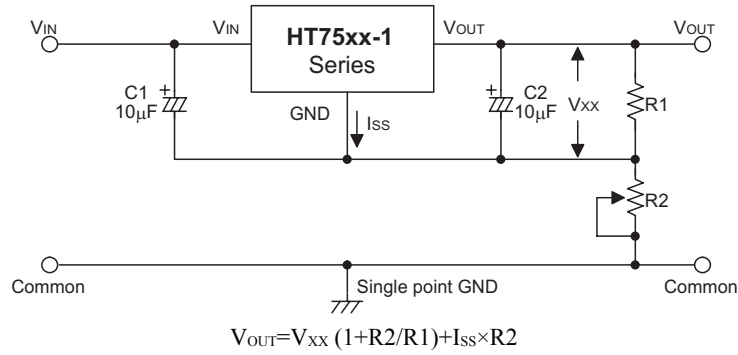 VIN VIN HT75xx-1 VOUT VOUT
Series
C1
10μF
GND ISS
C2
10μF
VXX
R1
R2
Common Single point GND Common
VOUT=VXX (1+R2/R1)+ISS×R2